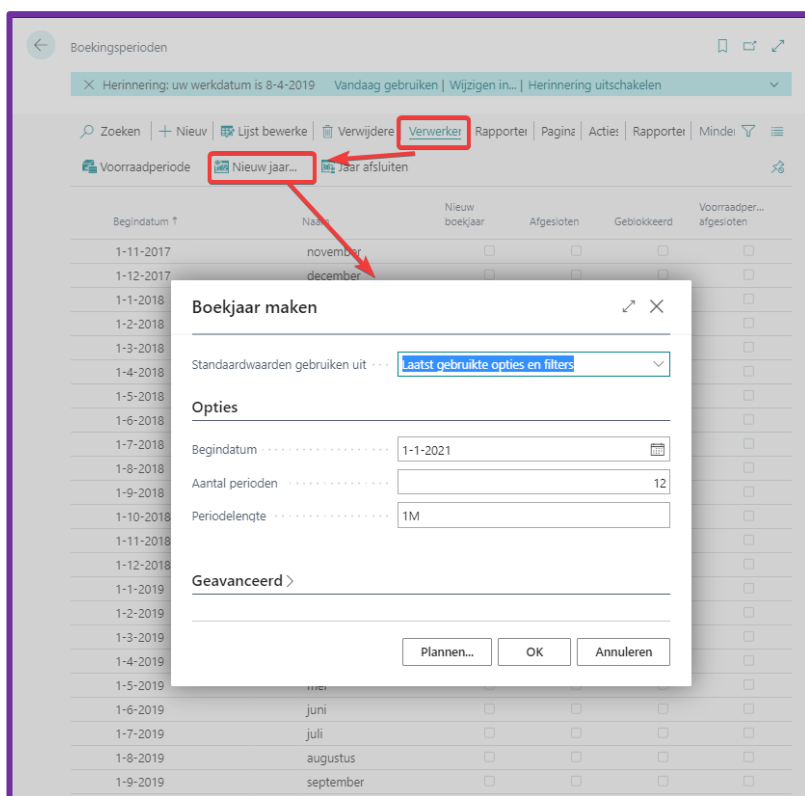 Boekingsperioden
Herinnering: uw werkdatum is 8-4-2019 Vandaag gebruiken | Wijzigen in... | Herinnering uitschakelen
Zoeken Nieuw Lijst bewerke Verwijdere Verwerker Rapporter Pagina Acties Rapporter Minder
Voorraadperiode Nieuw jaar... Jaar afsluiten
Begindatum ↑ Naam Nieuw boekjaar Afgesloten Geblokkeerd Voorraadper... afgesloten
1-11-2017 november
1-12-2017 december
1-1-2018
1-2-2018
1-3-2018
1-4-2018
1-5-2018
1-6-2018
1-7-2018
1-8-2018
1-9-2018
1-10-2018
1-11-2018
1-12-2018
1-1-2019
1-2-2019
1-3-2019
1-4-2019
1-5-2019 mei
1-6-2019 juni
1-7-2019 juli
1-8-2019 augustus
1-9-2019 september
Boekjaar maken
Standaardwaarden gebruiken uit Laatst gebruikte opties en filters
Opties
Begindatum 1-1-2021
Aantal perioden 12
Periodelengte 1M
Geavanceerd
Plannen... OK Annuleren